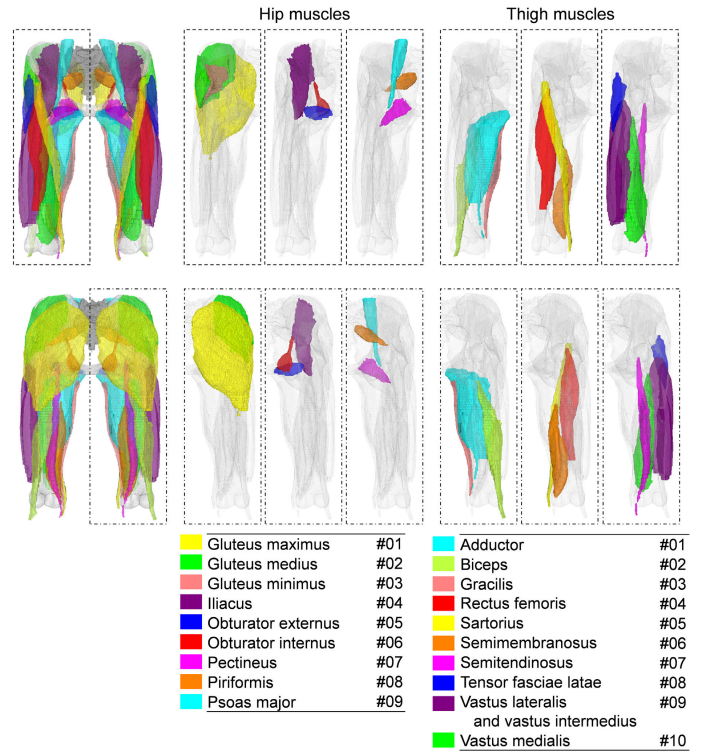 Hip muscles
Thigh muscles
Gluteus maximus #01
Gluteus medius #02
Gluteus minimus #03
Iliacus #04
Obturator externus #05
Obturator internus #06
Pectineus #07
Piriformis #08
Psoas major #09
Adductor #01
Biceps #02
Gracilis #03
Rectus femoris #04
Sartorius #05
Semimembranosus #06
Semitendinosus #07
Tensor fasciae latae #08
Vastus lateralis #09
and vastus intermedius
Vastus medialis #10